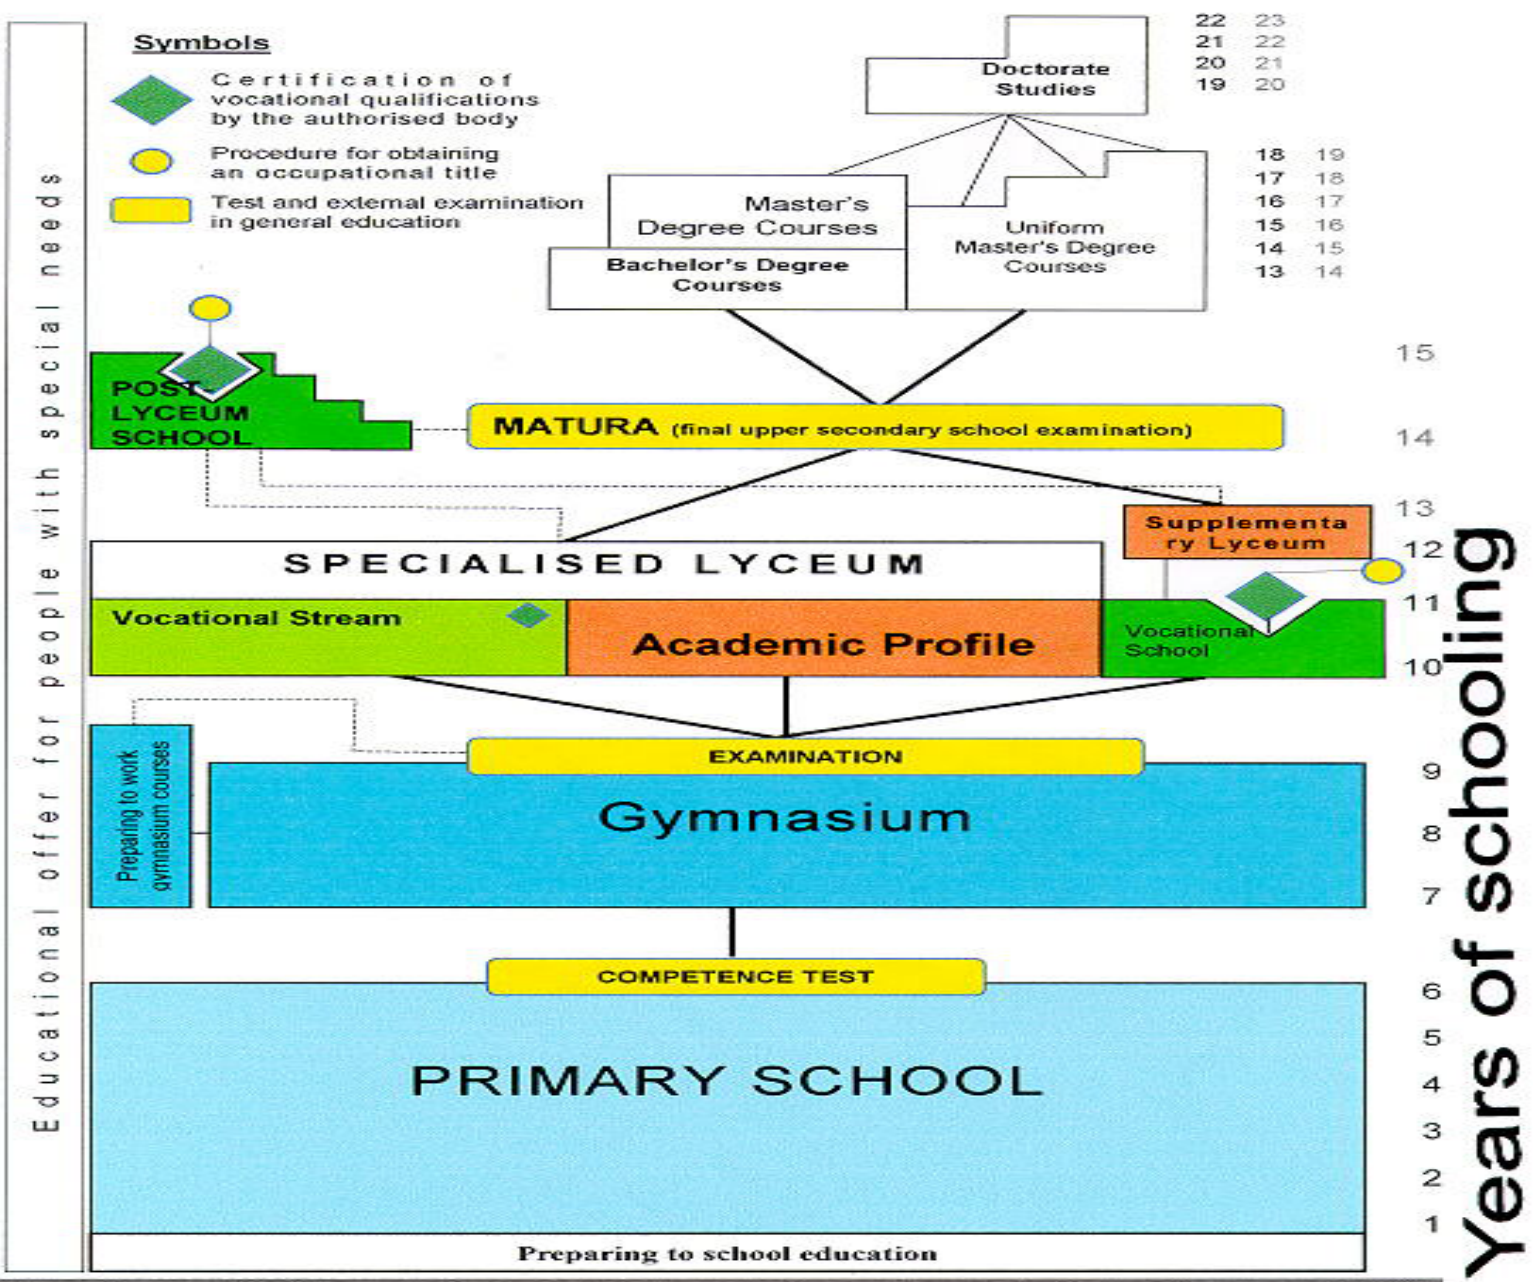 Symbols
Certification of
vocational qualifications
by the authorised body
Procedure for obtaining
an occupational title
Test and external examination
in general education
Doctorate
Studies
22 23
21 22
20 21
19 20
Master's
Degree Courses
Bachelor's Degree
Courses
Uniform
Master's Degree
Courses
18 19
17 18
16 17
15 16
14 15
13 14
POST-
LYCEUM
SCHOOL
MATURA (final upper secondary school examination)
15
14
13
12
11
10
Supplementa
ry Lyceum
SPECIALISED LYCEUM
Vocational Stream
Academic Profile
Vocational
School
EXAMINATION
Preparing to work
gymnasium courses
Gymnasium
9
8
7
COMPETENCE TEST
PRIMARY SCHOOL
6
5
4
3
2
1
Preparing to school education
Educational offer for people with special needs
Years of schooling